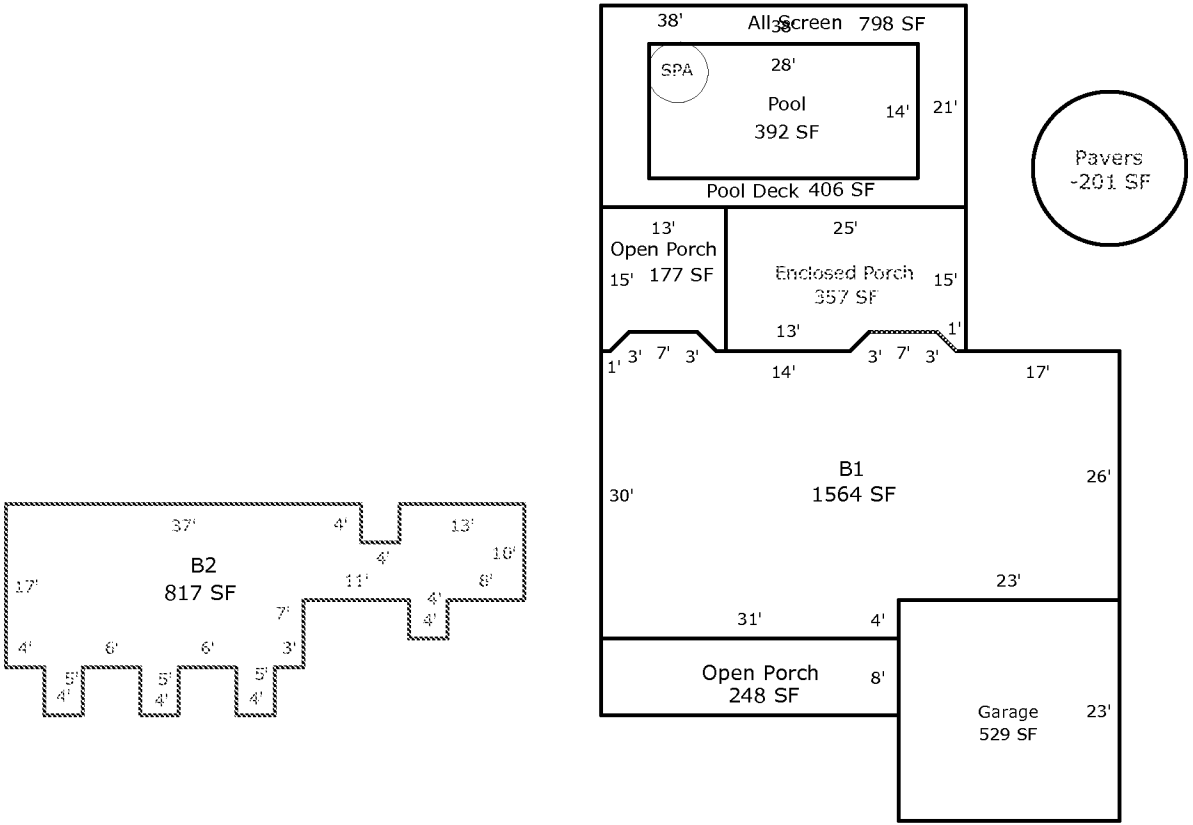 38'
38'
All Screen 798 SF
SPA
28'
Pool
392 SF
14'
21'
Pool Deck 406 SF
Pavers
-201 SF
13'
Open Porch
177 SF
15'
25'
Enclosed Porch
357 SF
15'
13'
1'
1'
3'
7'
3'
14'
3'
7'
3'
17'
B1
1564 SF
30'
26'
23'
31'
4'
Open Porch
248 SF
8'
Garage
529 SF
23'
37'
4'
4'
13'
10'
B2
817 SF
17'
11'
8'
4'
4'
7'
4'
6'
6'
3'
5'
4'
5'
4'
5'
4'